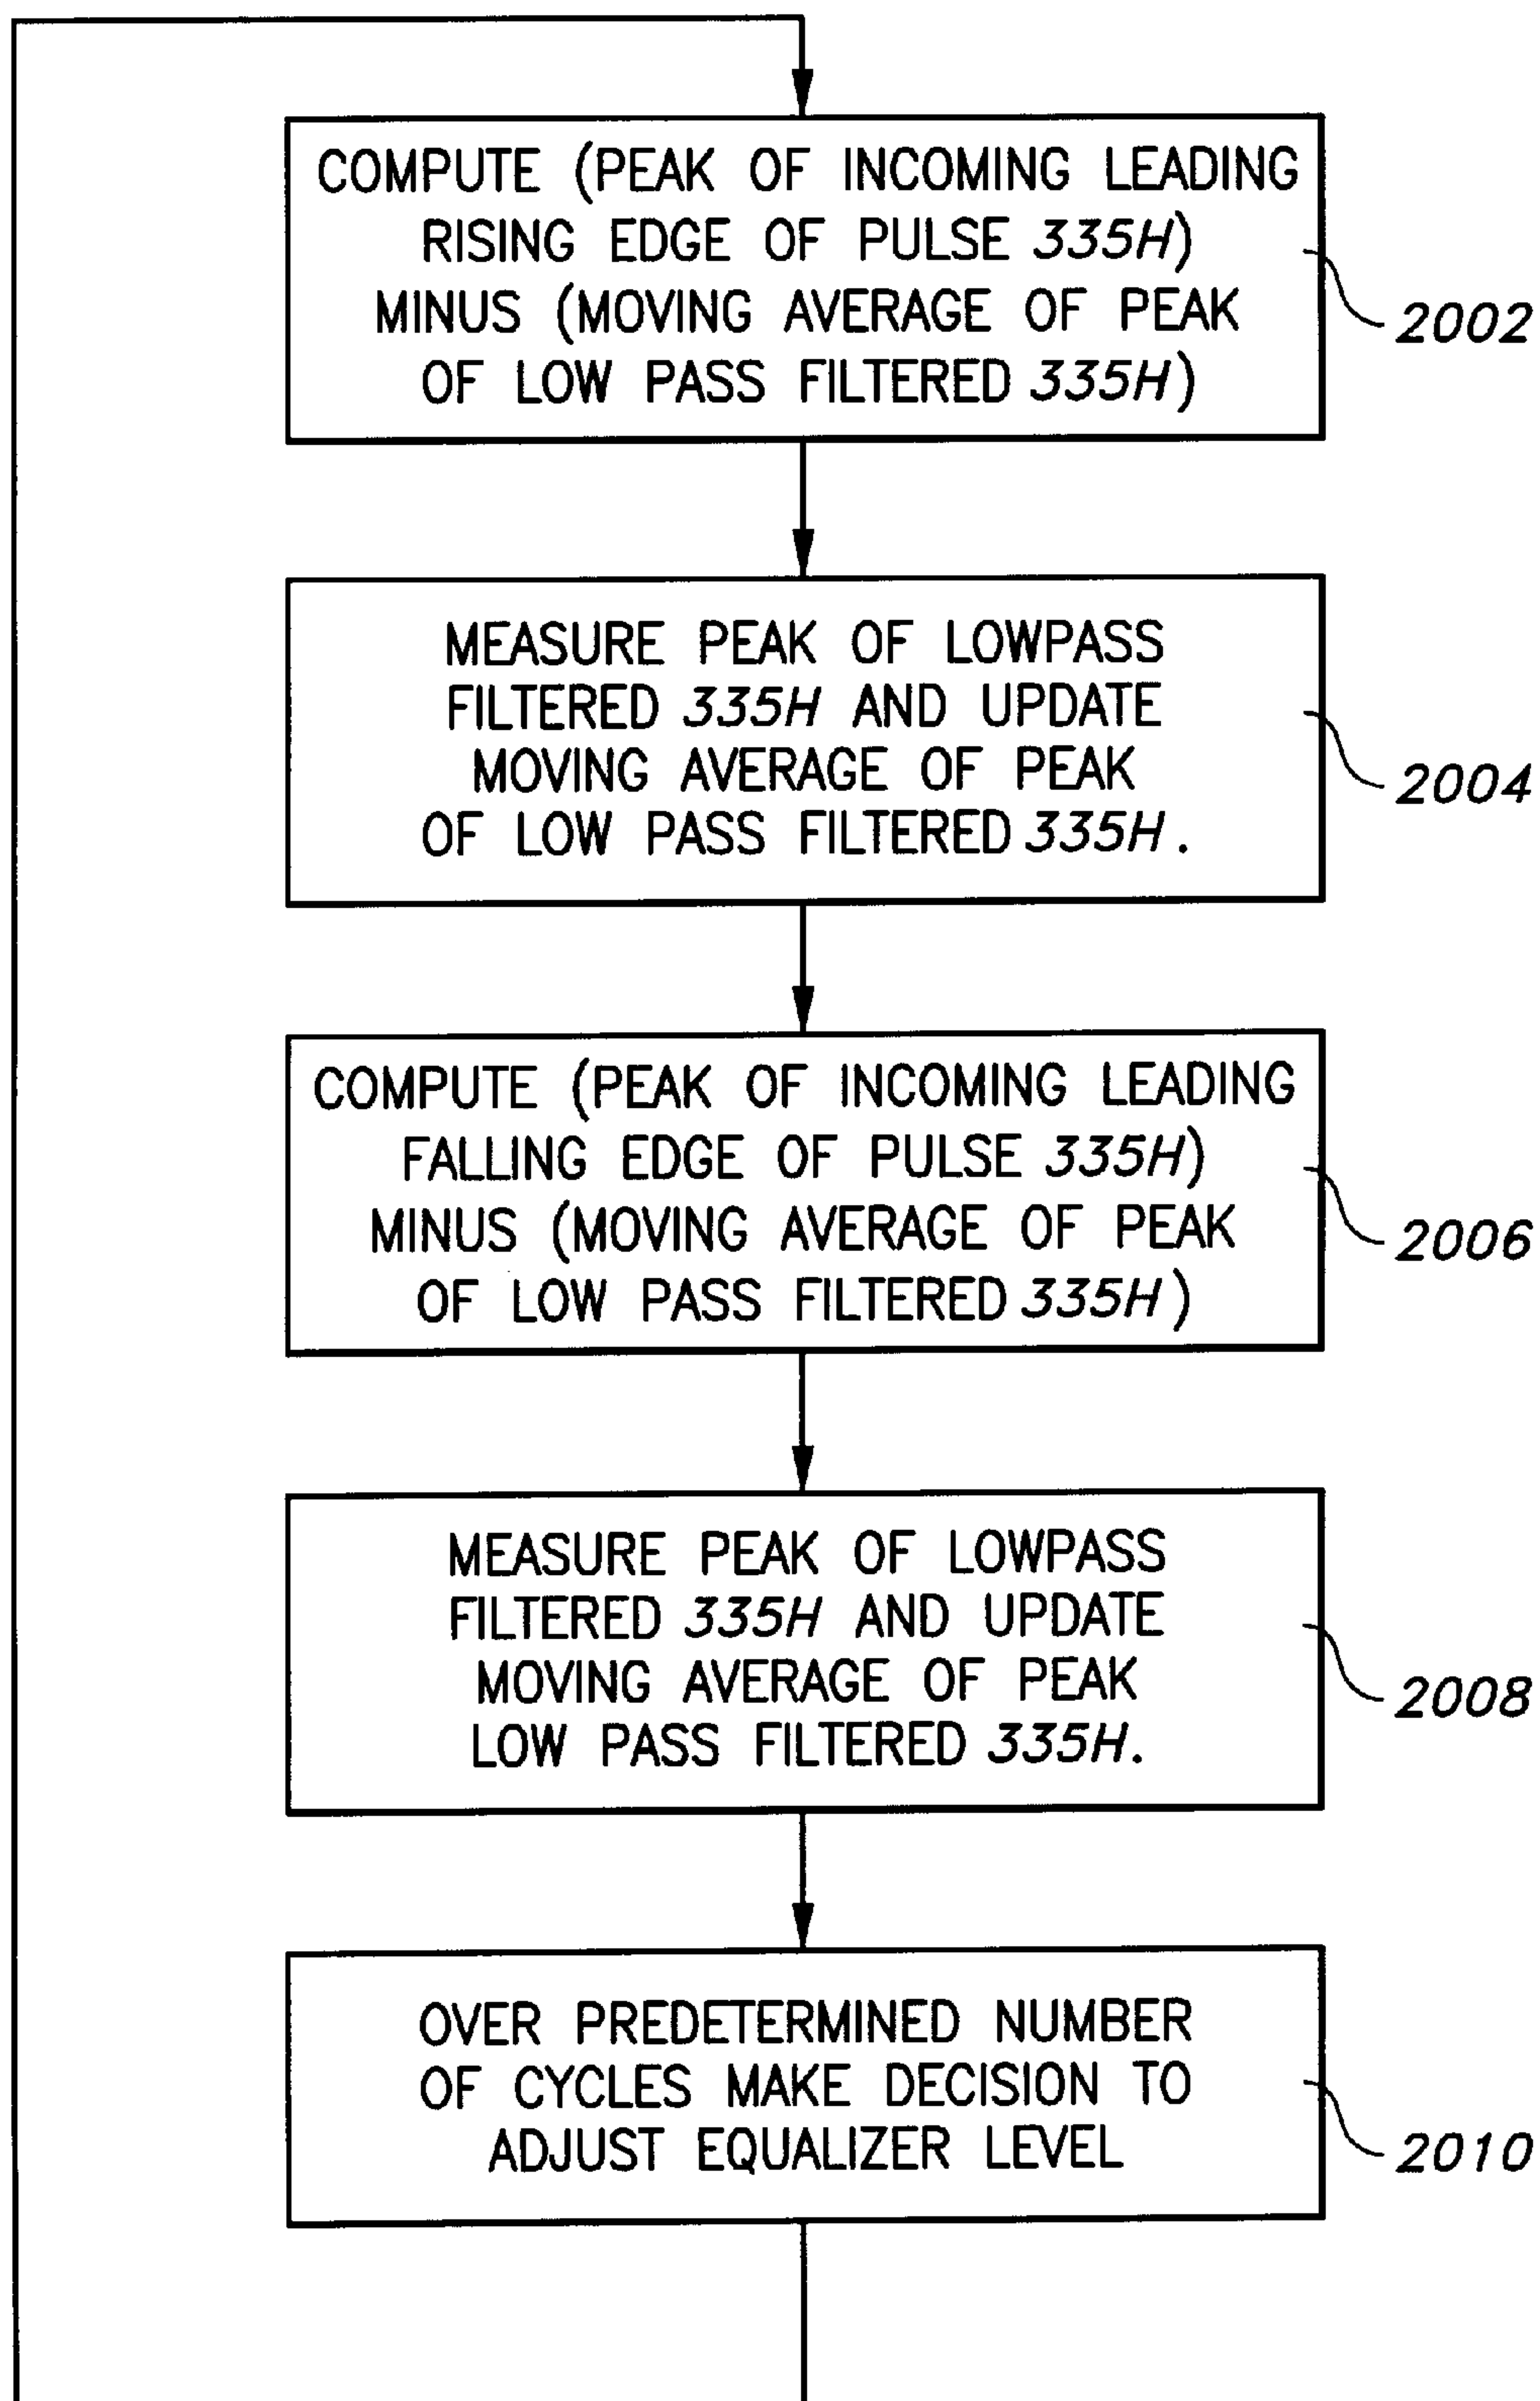 COMPUTE (PEAK OF INCOMING LEADING
RISING EDGE OF PULSE 335H)
MINUS (MOVING AVERAGE OF PEAK
OF LOW PASS FILTERED 335H)
2002
MEASURE PEAK OF LOWPASS
FILTERED 335H AND UPDATE
MOVING AVERAGE OF PEAK
OF LOW PASS FILTERED 335H.
2004
COMPUTE (PEAK OF INCOMING LEADING
FALLING EDGE OF PULSE 335H)
MINUS (MOVING AVERAGE OF PEAK
OF LOW PASS FILTERED 335H)
2006
MEASURE PEAK OF LOWPASS
FILTERED 335H AND UPDATE
MOVING AVERAGE OF PEAK
LOW PASS FILTERED 335H.
2008
OVER PREDETERMINED NUMBER
OF CYCLES MAKE DECISION TO
ADJUST EQUALIZER LEVEL
2010